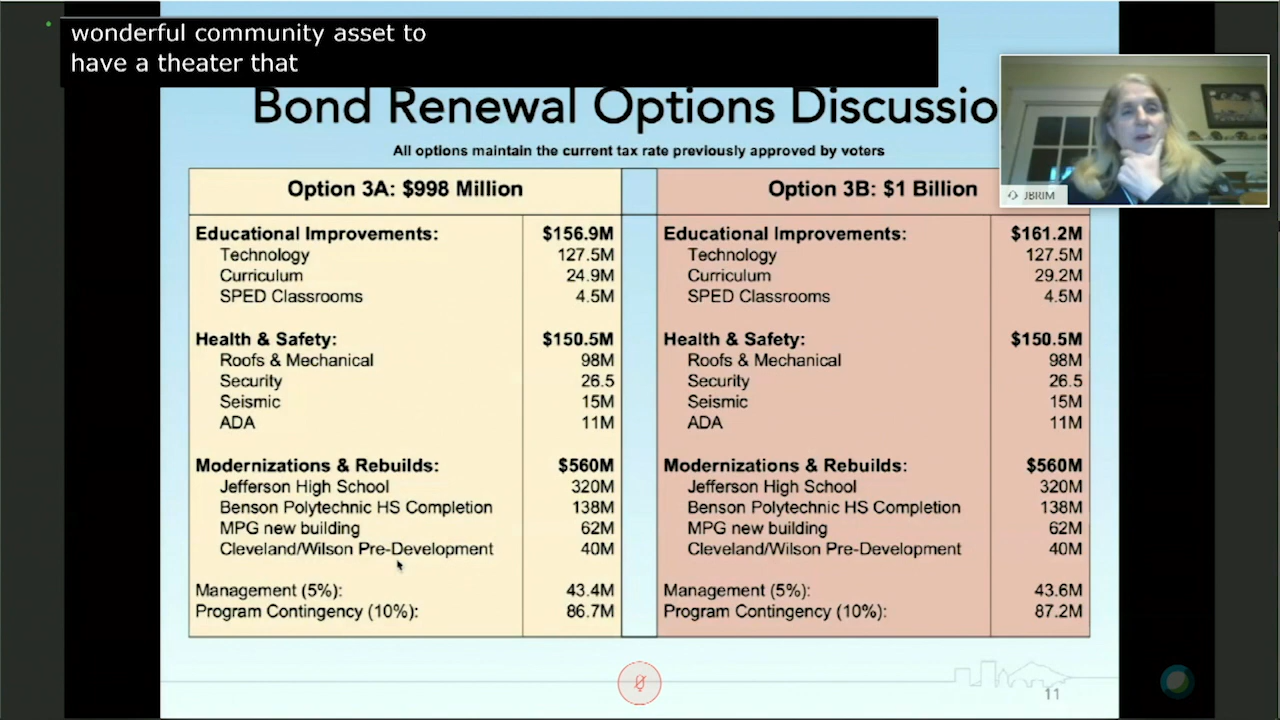 wonderful community asset to
have a theater that
Bond Renewal Options Discussio
All options maintain the current tax rate previously approved by voters
JBRIM
Option 3A: $998 Million
Educational Improvements: $156.9M
Technology 127.5M
Curriculum 24.9M
SPED Classrooms 4.5M
Health & Safety: $150.5M
Roofs & Mechanical 98M
Security 26.5
Seismic 15M
ADA 11M
Modernizations & Rebuilds: $560M
Jefferson High School 320M
Benson Polytechnic HS Completion 138M
MPG new building 62M
Cleveland/Wilson Pre-Development 40M
Management (5%): 43.4M
Program Contingency (10%): 86.7M
Option 3B: $1 Billion
Educational Improvements: $161.2M
Technology 127.5M
Curriculum 29.2M
SPED Classrooms 4.5M
Health & Safety: $150.5M
Roofs & Mechanical 98M
Security 26.5
Seismic 15M
ADA 11M
Modernizations & Rebuilds: $560M
Jefferson High School 320M
Benson Polytechnic HS Completion 138M
MPG new building 62M
Cleveland/Wilson Pre-Development 40M
Management (5%): 43.6M
Program Contingency (10%): 87.2M
11